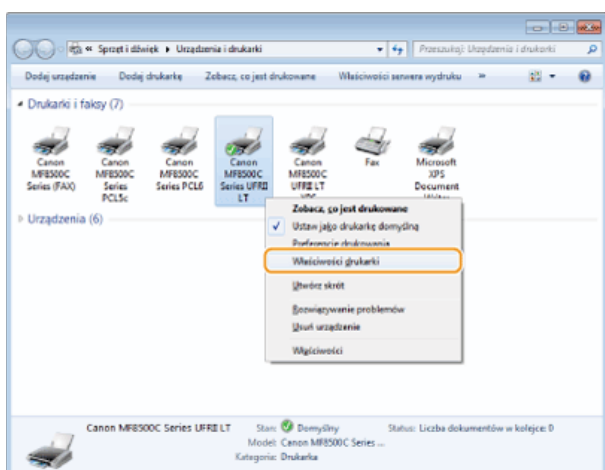 « Sprzęt i dźwięk ▸ Urządzenia i drukarki
Przeszukaj: Urządzenia i drukarki
Dodaj urządzenie Dodaj drukarkę Zobacz, co jest drukowane Właściwości serwera wydruku »
Drukarki i faksy (7)
Canon MF8500C Series (FAX)
Canon MF8500C Series PCL5c
Canon MF8500C Series PCL6
Canon MF8500C Series UFRII LT
Canon MF8500C UFRII LT
Fax
Microsoft XPS Document
Urządzenia (6)
Zobacz, co jest drukowane
Ustaw jako drukarkę domyślną
Preferencje drukowania
Właściwości drukarki
Utwórz skrót
Rozwiązywanie problemów
Usuń urządzenie
Właściwości
Canon MF8500C Series UFRII LT Stan: Domyślny Status: Liczba dokumentów w kolejce: 0
Model: Canon MF8500C Series ...
Kategoria: Drukarka